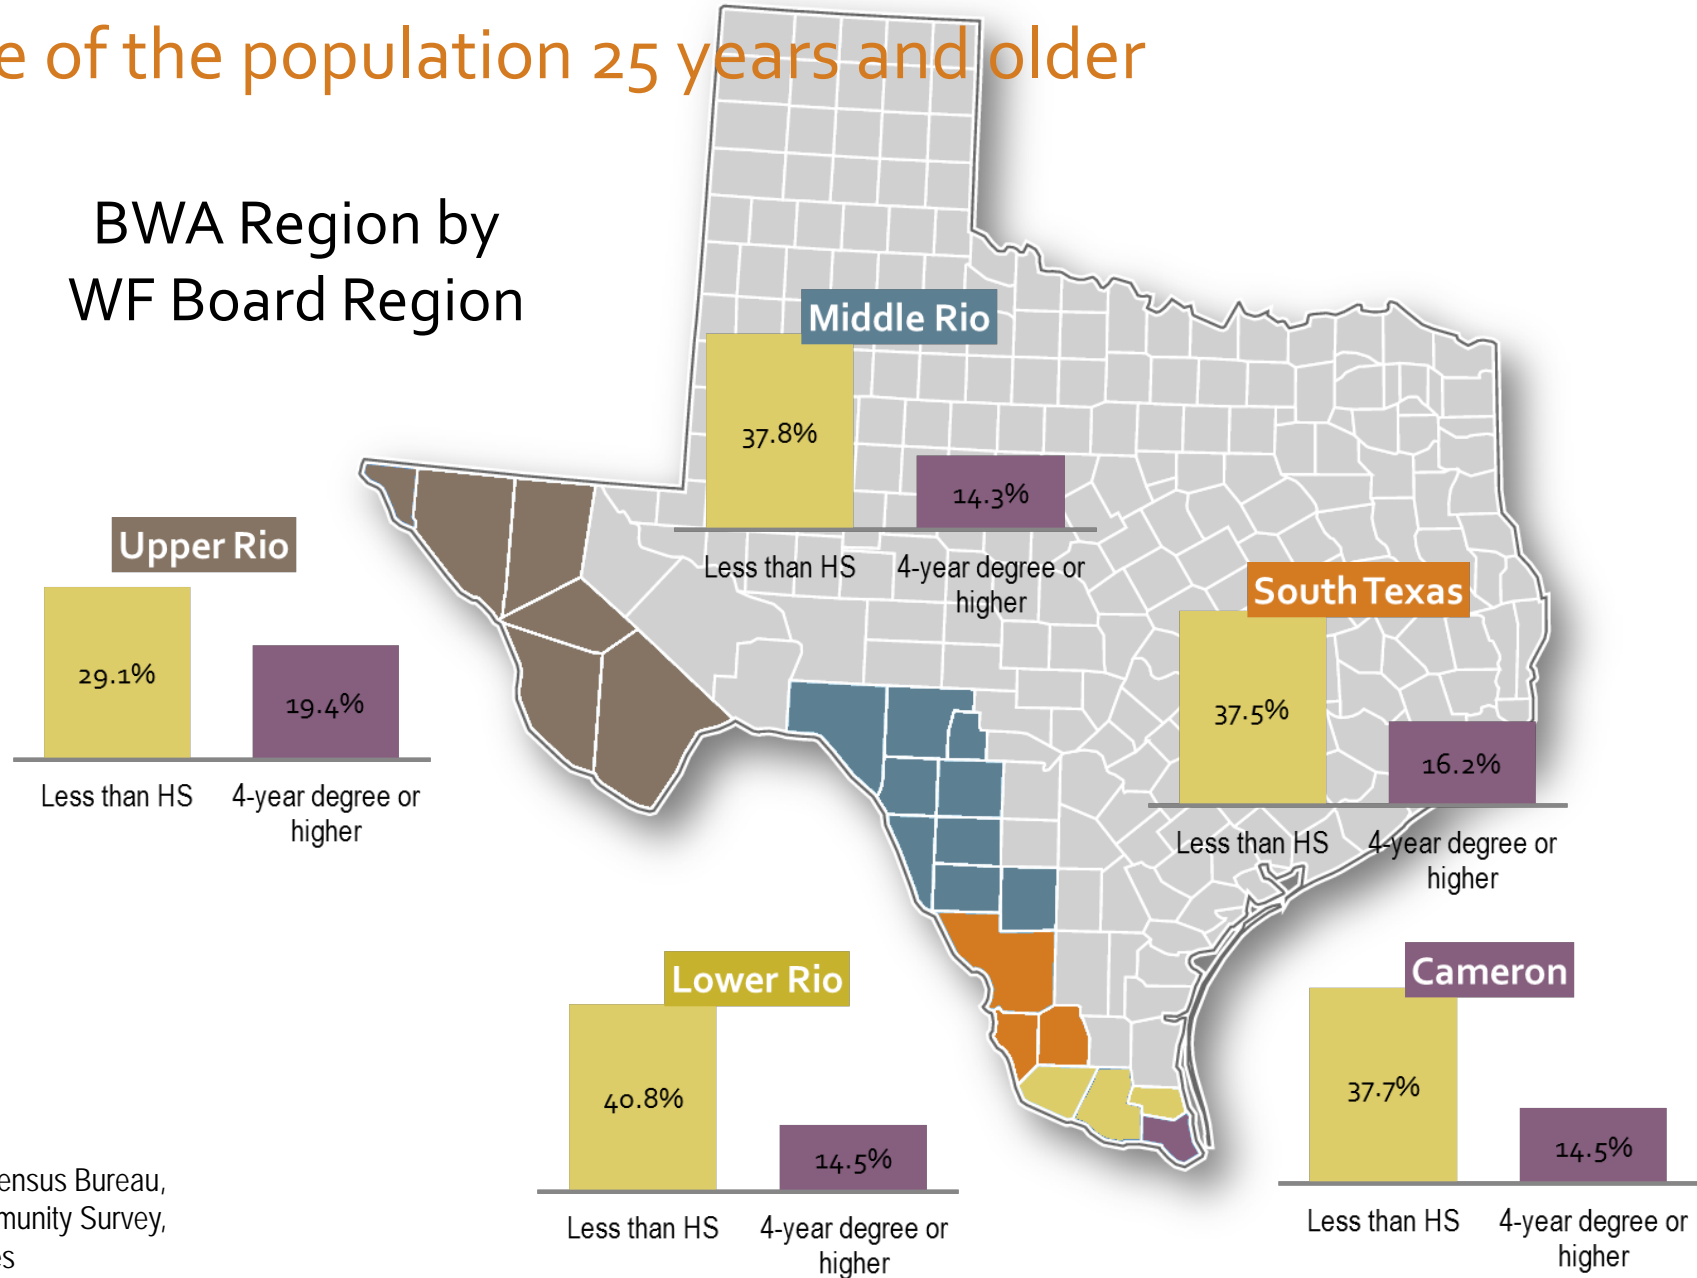 e of the population 25 years and older
BWA Region by
WF Board Region
Middle Rio
37.8%
14.3%
Less than HS
4-year degree or
higher
Upper Rio
29.1%
19.4%
Less than HS
4-year degree or
higher
South Texas
37.5%
16.2%
Less than HS
4-year degree or
higher
Lower Rio
40.8%
14.5%
Less than HS
4-year degree or
higher
Cameron
37.7%
14.5%
Less than HS
4-year degree or
higher
ensus Bureau,
munity Survey,
es